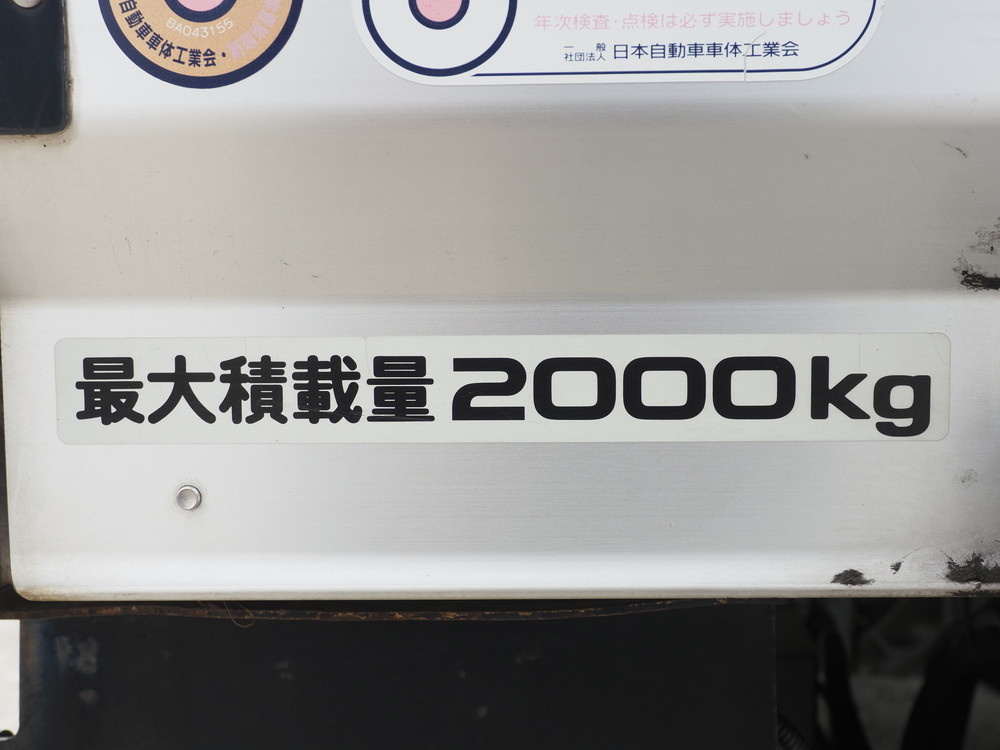 BA043155
自動車車体工業会・
年次検査・点検は必ず実施しましょう
一般社団法人 日本自動車車体工業会
最大積載量 2000kg